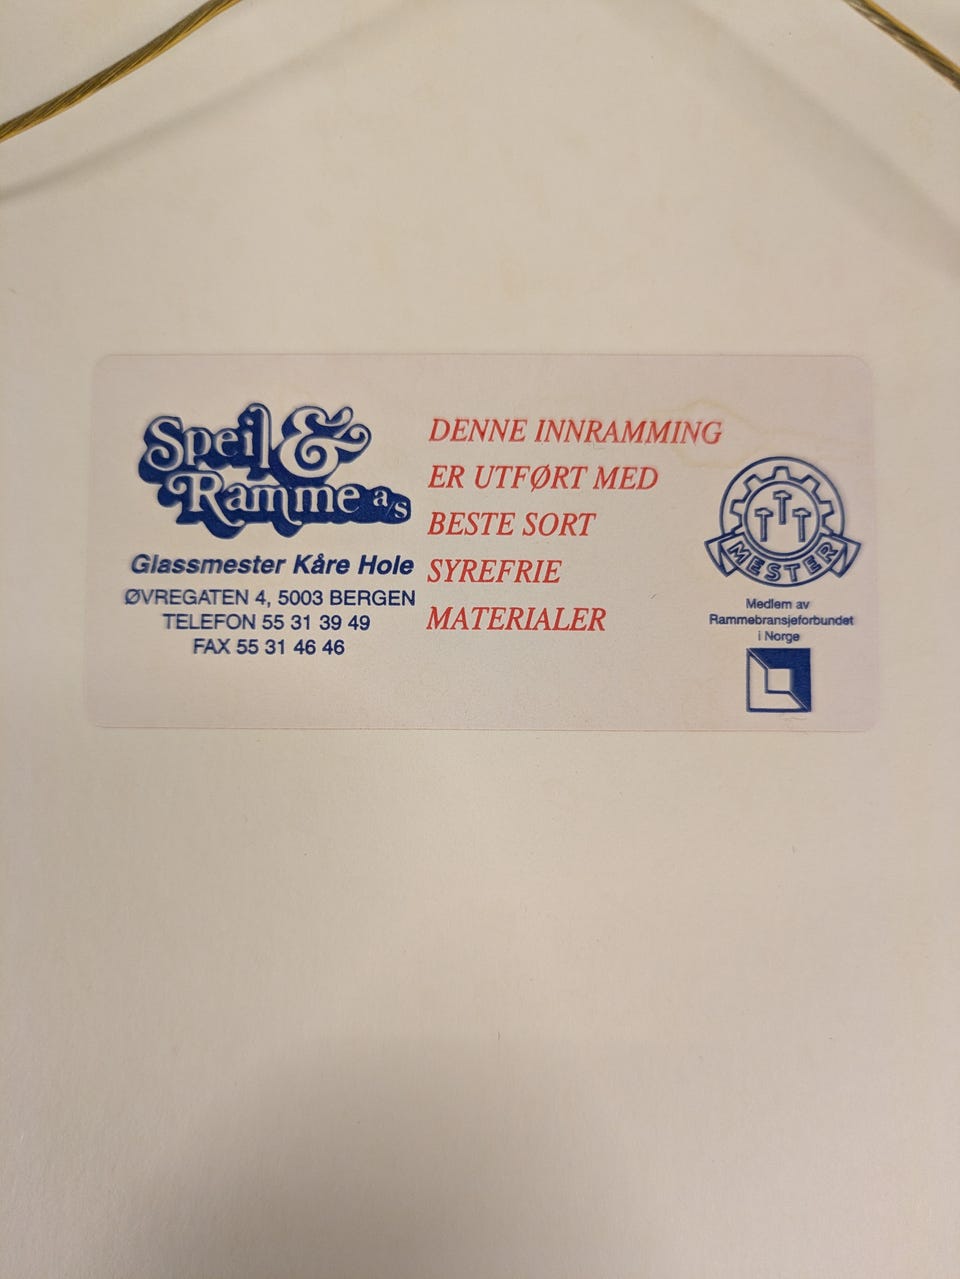 Speil &
Ramme a/s
Glassmester Kåre Hole
ØVREGATEN 4, 5003 BERGEN
TELEFON 55 31 39 49
FAX 55 31 46 46
DENNE INNRAMMING
ER UTFØRT MED
BESTE SORT
SYREFRIE
MATERIALER
MESTER
Medlem av
Rammebransjeforbundet
i Norge